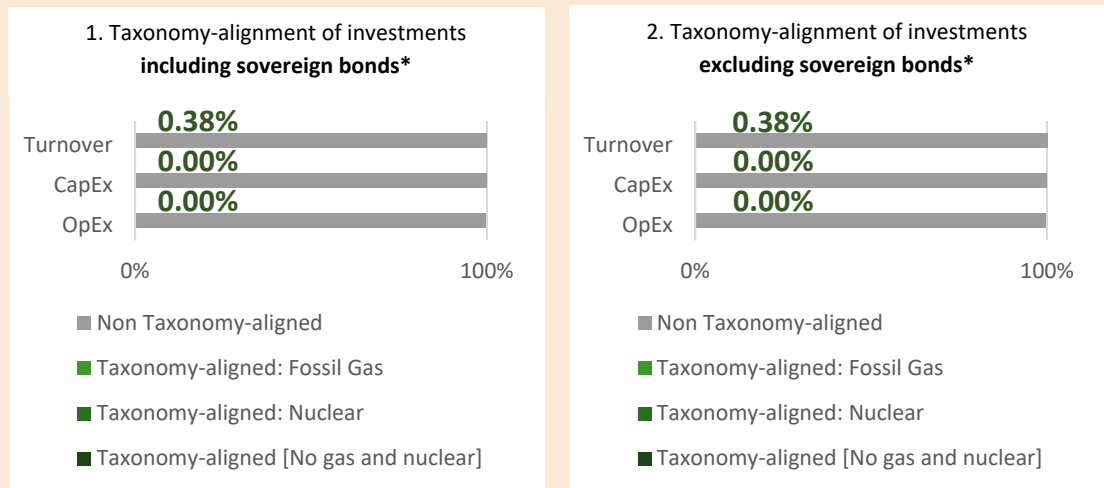 1. Taxonomy-alignment of investments
including sovereign bonds*
0.38%
Turnover
0.00%
CapEx
0.00%
OpEx
0% 100%
Non Taxonomy-aligned
Taxonomy-aligned: Fossil Gas
Taxonomy-aligned: Nuclear
Taxonomy-aligned [No gas and nuclear]
2. Taxonomy-alignment of investments
excluding sovereign bonds*
0.38%
Turnover
0.00%
CapEx
0.00%
OpEx
0% 100%
Non Taxonomy-aligned
Taxonomy-aligned: Fossil Gas
Taxonomy-aligned: Nuclear
Taxonomy-aligned [No gas and nuclear]